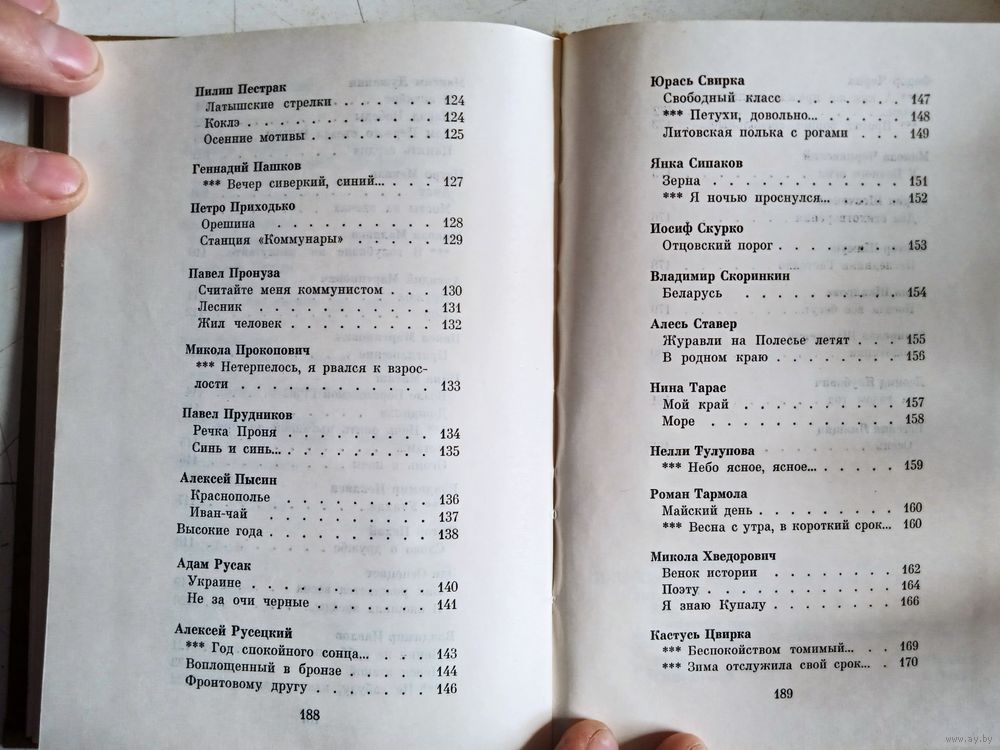 Пилип Пестрак
Латышские стрелки . . . . . . 124
Коклэ . . . . . . . . . . 124
Осенние мотивы . . . . . . . 125
Геннадий Пашков
*** Вечер сиверкий, синий... . . . 127
Петро Приходько
Орешина . . . . . . . . . 128
Станция «Коммунары» . . . . . 129
Павел Пронуза
Считайте меня коммунистом . . . 130
Лесник . . . . . . . . . . 131
Жил человек . . . . . . . . 132
Микола Прокопович
*** Нетерпелось, я рвался к взрос-
лости . . . . . . . . . . 133
Павел Прудников
Речка Проня . . . . . . . . 134
Синь и синь... . . . . . . . . 135
Алексей Пысин
Краснополье . . . . . . . . 136
Иван-чай . . . . . . . . . 137
Высокие года . . . . . . . . . 138
Адам Русак
Украине . . . . . . . . . . 140
Не за очи черные . . . . . . . 141
Алексей Русецкий
*** Год спокойного сонца... . . . . 143
Воплощенный в бронзе . . . . . 144
Фронтовому другу . . . . . . . 146
188
Юрась Свирка
Свободный класс . . . . . . . 147
*** Петухи, довольно... . . . . . 148
Литовская полька с рогами . . . . 149
Янка Сипаков
Зерна . . . . . . . . . . . 151
*** Я ночью проснулся... . . . . . 152
Иосиф Скурко
Отцовский порог . . . . . . . . 153
Владимир Скоринкин
Беларусь . . . . . . . . . . 154
Алесь Ставер
Журавли на Полесье летят . . . . 155
В родном краю . . . . . . . . 156
Нина Тарас
Мой край . . . . . . . . . . 157
Море . . . . . . . . . . . 158
Нелли Тулупова
*** Небо ясное, ясное... . . . . . 159
Роман Тармола
Майский день . . . . . . . . . 160
*** Весна с утра, в короткий срок... 160
Микола Хведорович
Венок истории . . . . . . . . 162
Поэту . . . . . . . . . . . 164
Я знаю Купалу . . . . . . . . 166
Кастусь Цвирка
*** Беспокойством томимый... . . 169
*** Зима отслужила свой срок... . 170
189
www.ay.by